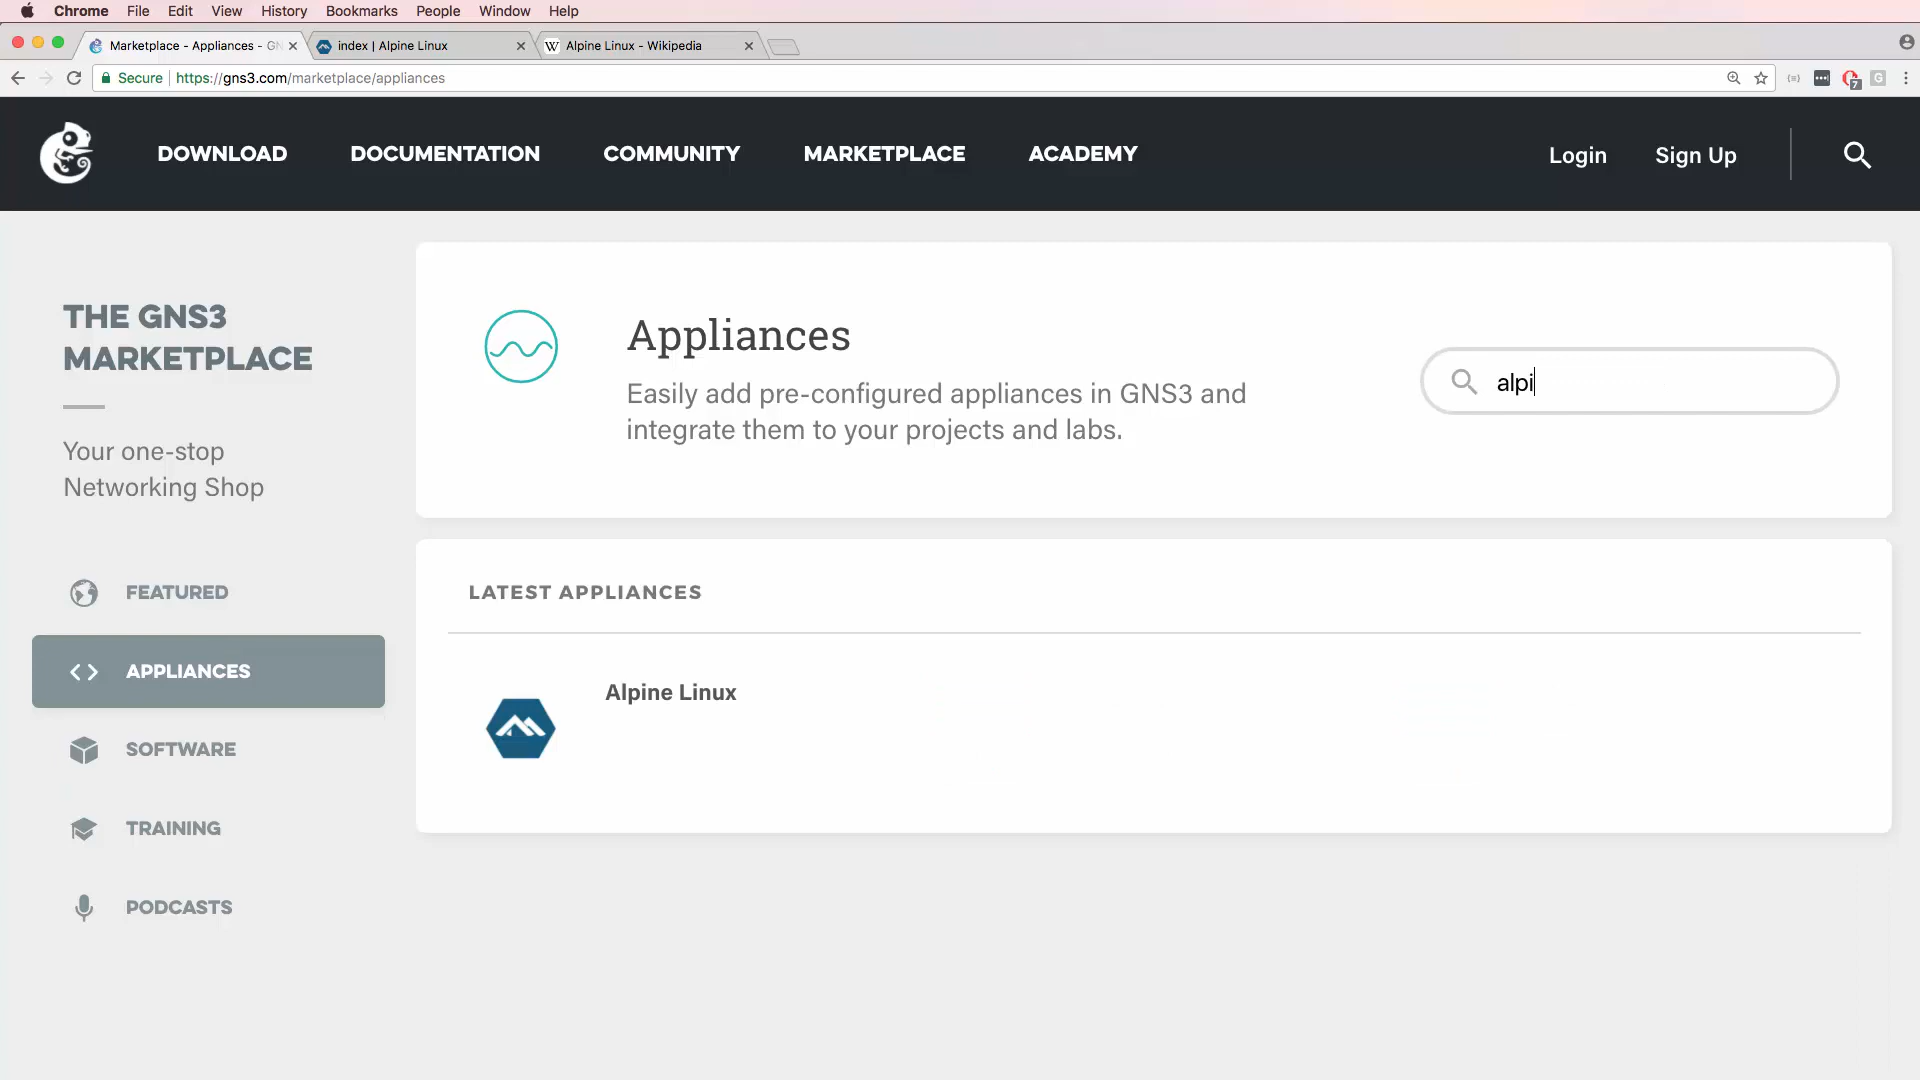 Chrome File Edit View History Bookmarks People Window Help
Marketplace - Appliances - GN
index | Alpine Linux
W Alpine Linux - Wikipedia
Secure https://gns3.com/marketplace/appliances
7
G
DOWNLOAD DOCUMENTATION COMMUNITY MARKETPLACE ACADEMY Login Sign Up
THE GNS3
MARKETPLACE
Your one-stop
Networking Shop
FEATURED
APPLIANCES
SOFTWARE
TRAINING
PODCASTS
Appliances
Easily add pre-configured appliances in GNS3 and
integrate them to your projects and labs.
alpi
LATEST APPLIANCES
Alpine Linux